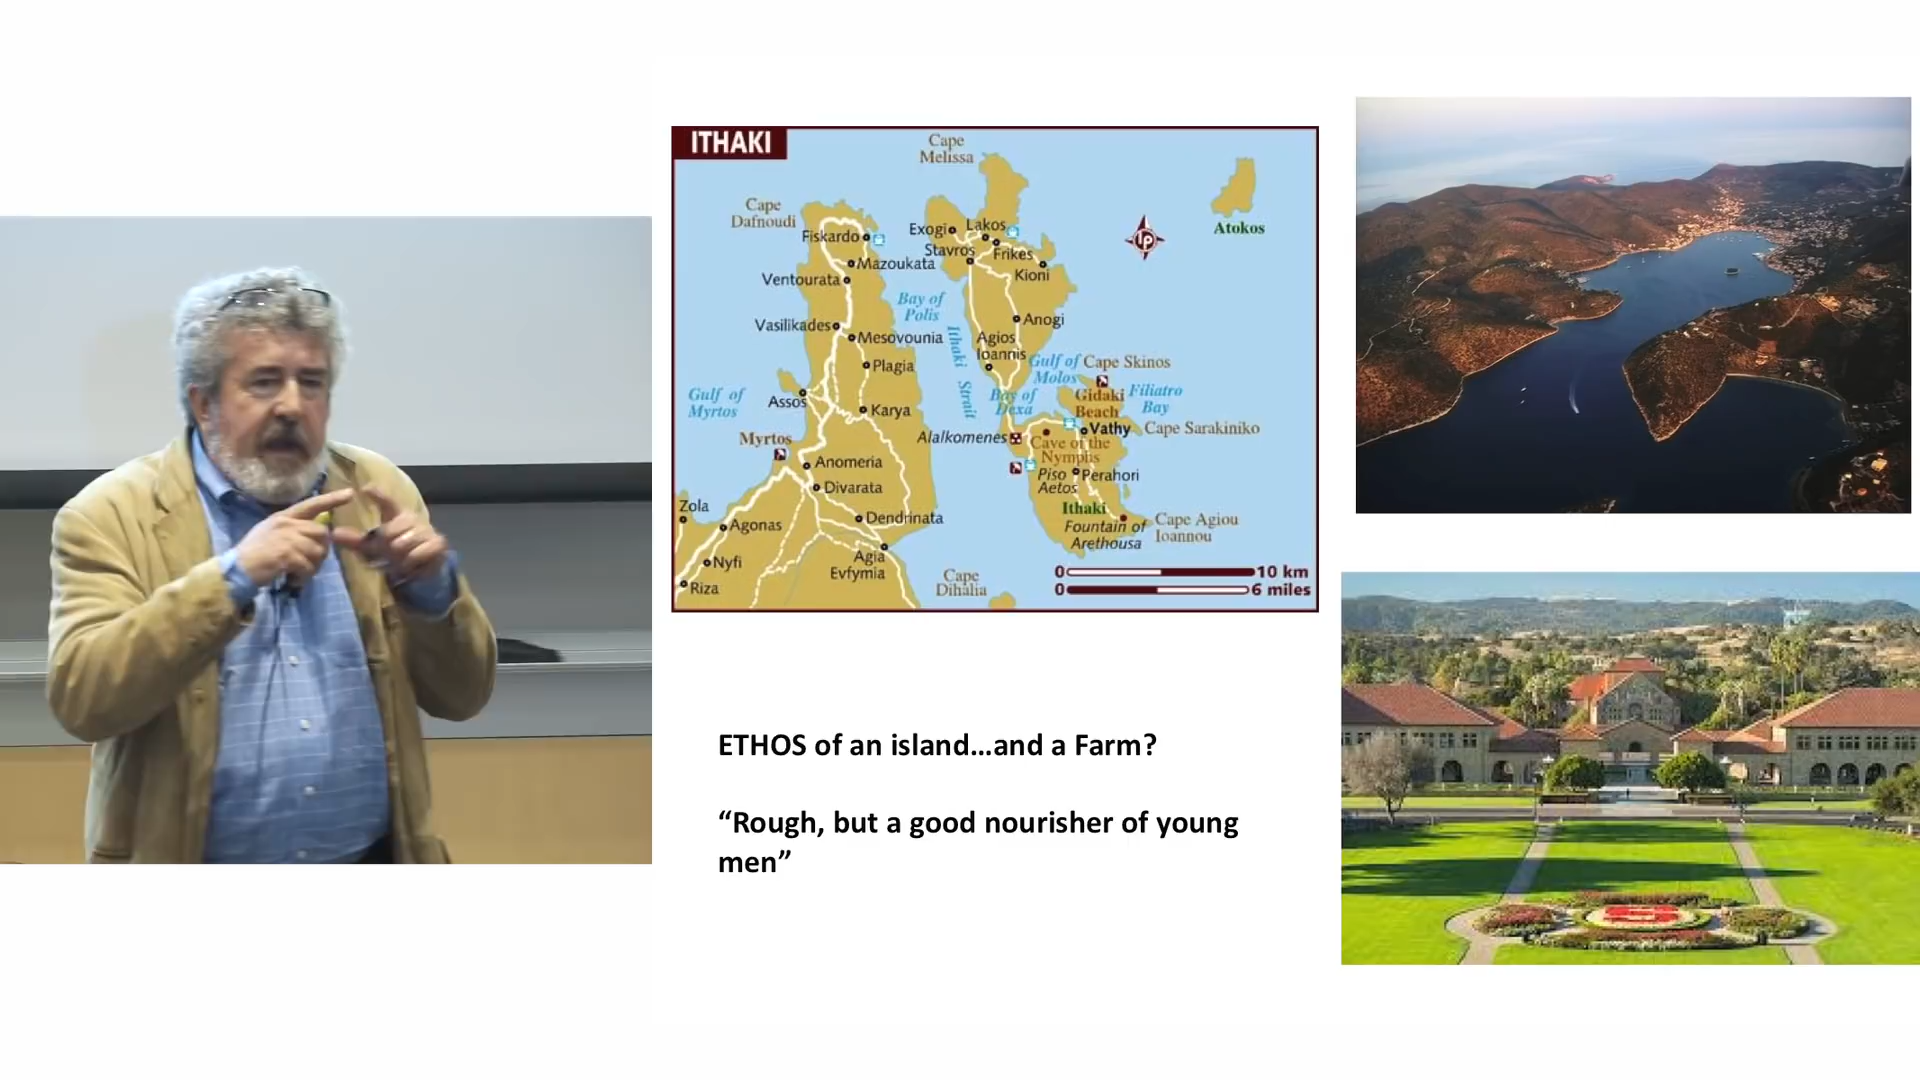 ITHAKI
Cape
Melissa
Cape
Dafnoudi
Fiskardo
Exogi
Lakos
Atokos
Stavros
Frikes
Mazoukata
Kioni
Ventourata
Bay of
Polis
Vasilikades
Mesovounia
Anogi
Ithaki Strait
Agios
Ioannis
Plagia
Gulf of
Molos
Cape Skinos
Gulf of
Myrtos
Assos
Karya
Bay of
Dexa
Gidaki
Beach
Filiatro
Bay
Vathy
Cape Sarakiniko
Myrtos
Alalkomenes
Cave of the
Nymphs
Anomeria
Piso
Aetos
Perahori
Divarata
Zola
Agonas
Dendrinata
Ithaki
Fountain of
Arethousa
Cape Agiou
Ioannou
Nyfi
Agia
Evfymia
Riza
Cape
Dihalia
0 10 km
0 6 miles
LP
ETHOS of an island...and a Farm?
“Rough, but a good nourisher of young
men”
S